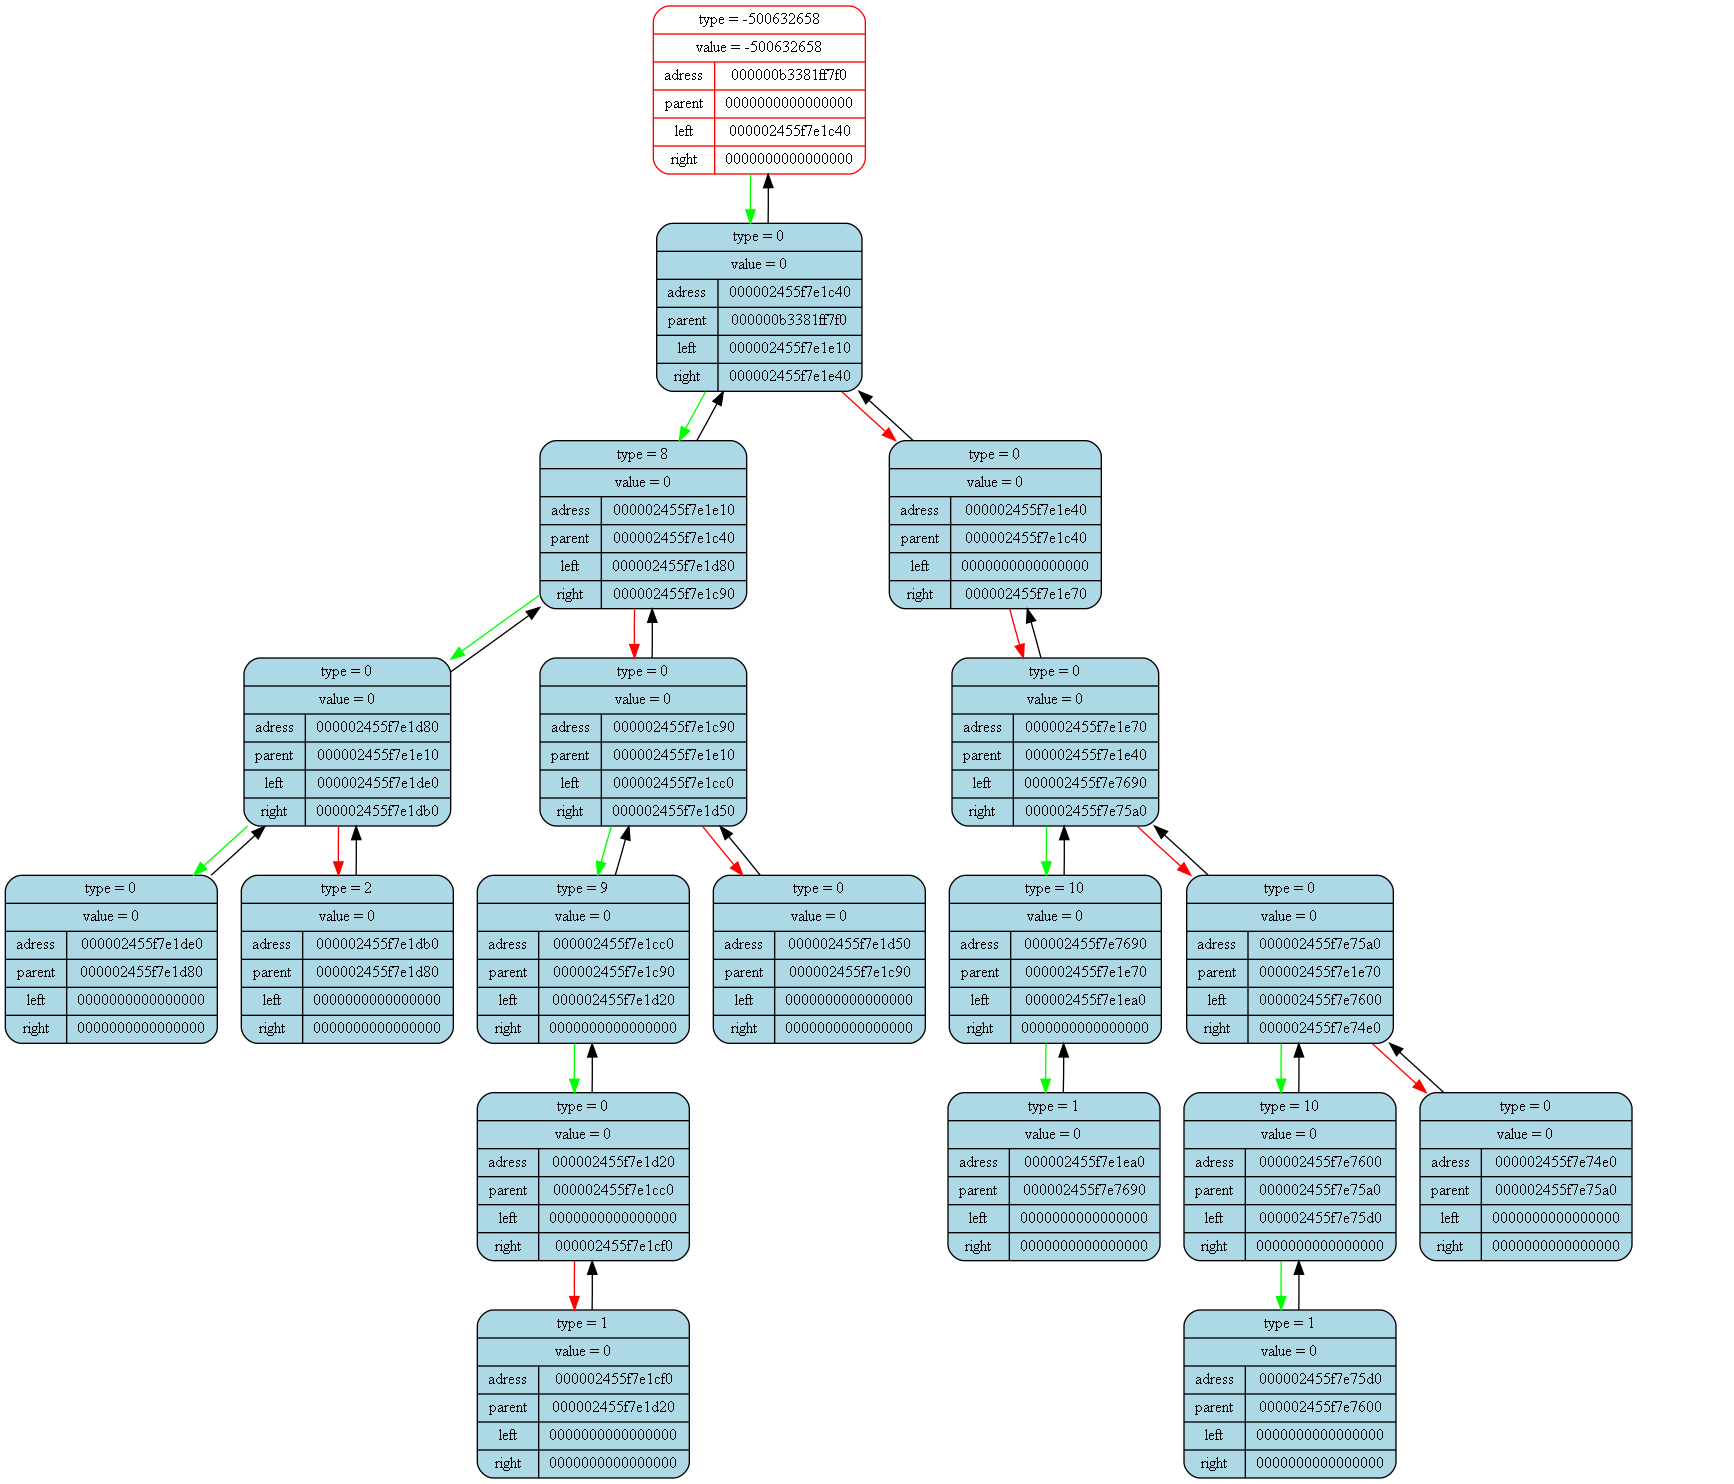 type = -500632658
value = -500632658
adress 000000b3381ff7f0
parent 0000000000000000
left 000002455f7e1c40
right 0000000000000000
type = 0
value = 0
adress 000002455f7e1c40
parent 000000b3381ff7f0
left 000002455f7e1e10
right 000002455f7e1e40
type = 8
value = 0
adress 000002455f7e1e10
parent 000002455f7e1c40
left 000002455f7e1d80
right 000002455f7e1c90
type = 0
value = 0
adress 000002455f7e1e40
parent 000002455f7e1c40
left 0000000000000000
right 000002455f7e1e70
type = 0
value = 0
adress 000002455f7e1d80
parent 000002455f7e1e10
left 000002455f7e1de0
right 000002455f7e1db0
type = 0
value = 0
adress 000002455f7e1c90
parent 000002455f7e1e10
left 000002455f7e1cc0
right 000002455f7e1d50
type = 0
value = 0
adress 000002455f7e1e70
parent 000002455f7e1e40
left 000002455f7e7690
right 000002455f7e75a0
type = 0
value = 0
adress 000002455f7e1de0
parent 000002455f7e1d80
left 0000000000000000
right 0000000000000000
type = 2
value = 0
adress 000002455f7e1db0
parent 000002455f7e1d80
left 0000000000000000
right 0000000000000000
type = 9
value = 0
adress 000002455f7e1cc0
parent 000002455f7e1c90
left 000002455f7e1d20
right 0000000000000000
type = 0
value = 0
adress 000002455f7e1d50
parent 000002455f7e1c90
left 0000000000000000
right 0000000000000000
type = 10
value = 0
adress 000002455f7e7690
parent 000002455f7e1e70
left 000002455f7e1ea0
right 0000000000000000
type = 0
value = 0
adress 000002455f7e75a0
parent 000002455f7e1e70
left 000002455f7e7600
right 000002455f7e74e0
type = 0
value = 0
adress 000002455f7e1d20
parent 000002455f7e1cc0
left 0000000000000000
right 000002455f7e1cf0
type = 1
value = 0
adress 000002455f7e1ea0
parent 000002455f7e7690
left 0000000000000000
right 0000000000000000
type = 10
value = 0
adress 000002455f7e7600
parent 000002455f7e75a0
left 000002455f7e75d0
right 0000000000000000
type = 0
value = 0
adress 000002455f7e74e0
parent 000002455f7e75a0
left 0000000000000000
right 0000000000000000
type = 1
value = 0
adress 000002455f7e1cf0
parent 000002455f7e1d20
left 0000000000000000
right 0000000000000000
type = 1
value = 0
adress 000002455f7e75d0
parent 000002455f7e7600
left 0000000000000000
right 0000000000000000